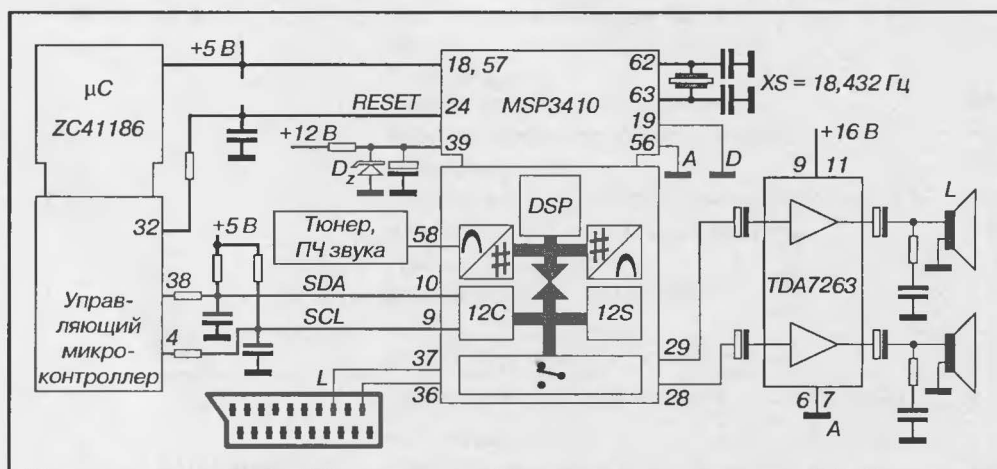 +5 В
µC
ZC41186
18, 57
MSP3410
62
63
XS = 18,432 Гц
RESET
24
19
+12 В
39
56
A
D
+16 В
9
11
D z
DSP
L
32
+5 В
Тюнер,
ПЧ звука
58
TDA7263
38
SDA
10
12C
12S
Управ-
ляющий
микро-
контроллер
4
SCL
9
37
29
L
36
28
6
7
A